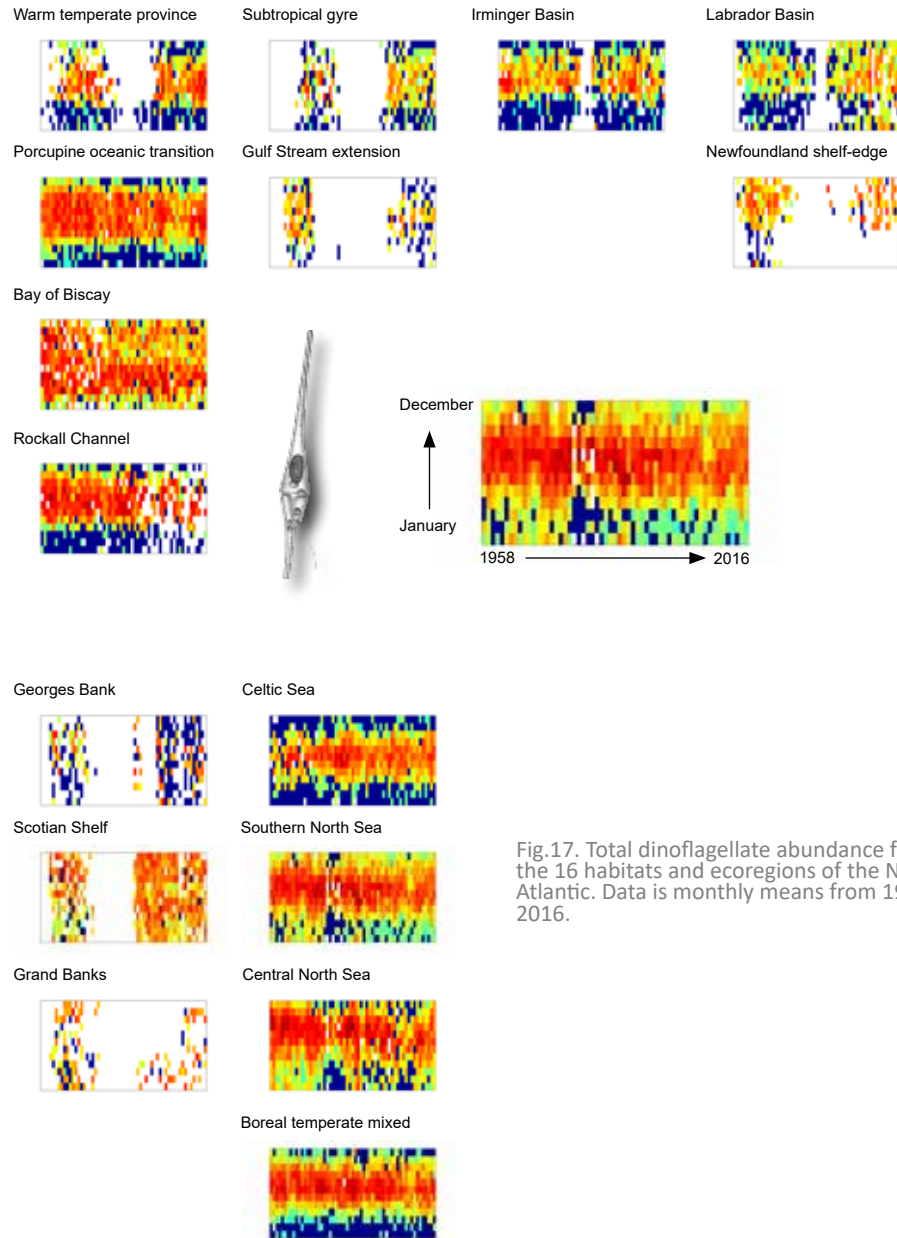 Warm temperate province
Subtropical gyre
Irminger Basin
Labrador Basin
Porcupine oceanic transition
Gulf Stream extension
Newfoundland shelf-edge
Bay of Biscay
Rockall Channel
December
January
1958
2016
Georges Bank
Celtic Sea
Scotian Shelf
Southern North Sea
Grand Banks
Central North Sea
Boreal temperate mixed
Fig.17. Total dinoflagellate abundance
the 16 habitats and ecoregions of the
Atlantic. Data is monthly means from
2016.